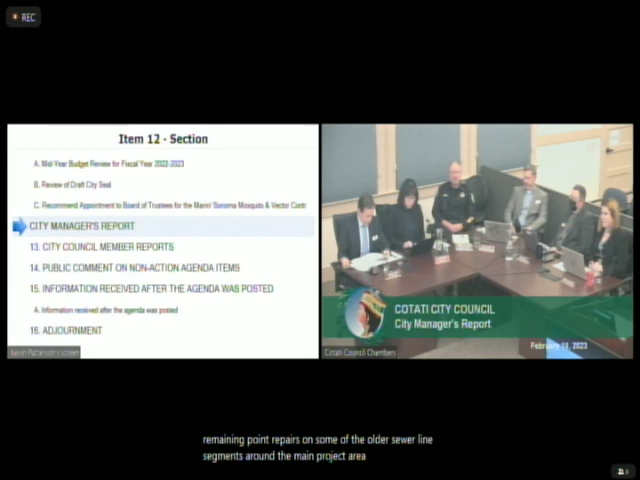 REC
Item 12 - Section
A. Mid-Year Budget Review for Fiscal Year 2022-2023
B. Review of Draft City Seal
C. Recommend Appointment to Board of Trustees for the Marin/ Sonoma Mosquito & Vector Contr
CITY MANAGER'S REPORT
13. CITY COUNCIL MEMBER REPORTS
14. PUBLIC COMMENT ON NON-ACTION AGENDA ITEMS
15. INFORMATION RECEIVED AFTER THE AGENDA WAS POSTED
A. Information received after the agenda was posted
16. ADJOURNMENT
Kevin Patterson's screen
COTATI CITY COUNCIL
City Manager's Report
February 2023
Cotati Council Chambers
remaining point repairs on some of the older sewer line
segments around the main project area